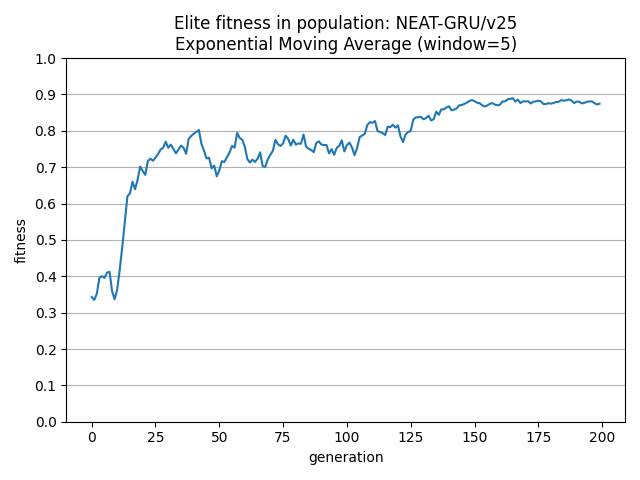 Elite fitness in population: NEAT-GRU/v25
Exponential Moving Average (window=5)
1.0
0.9
0.8
0.7
0.6
0.5
0.4
0.3
0.2
0.1
0.0
fitness
0 25 50 75 100 125 150 175 200
generation